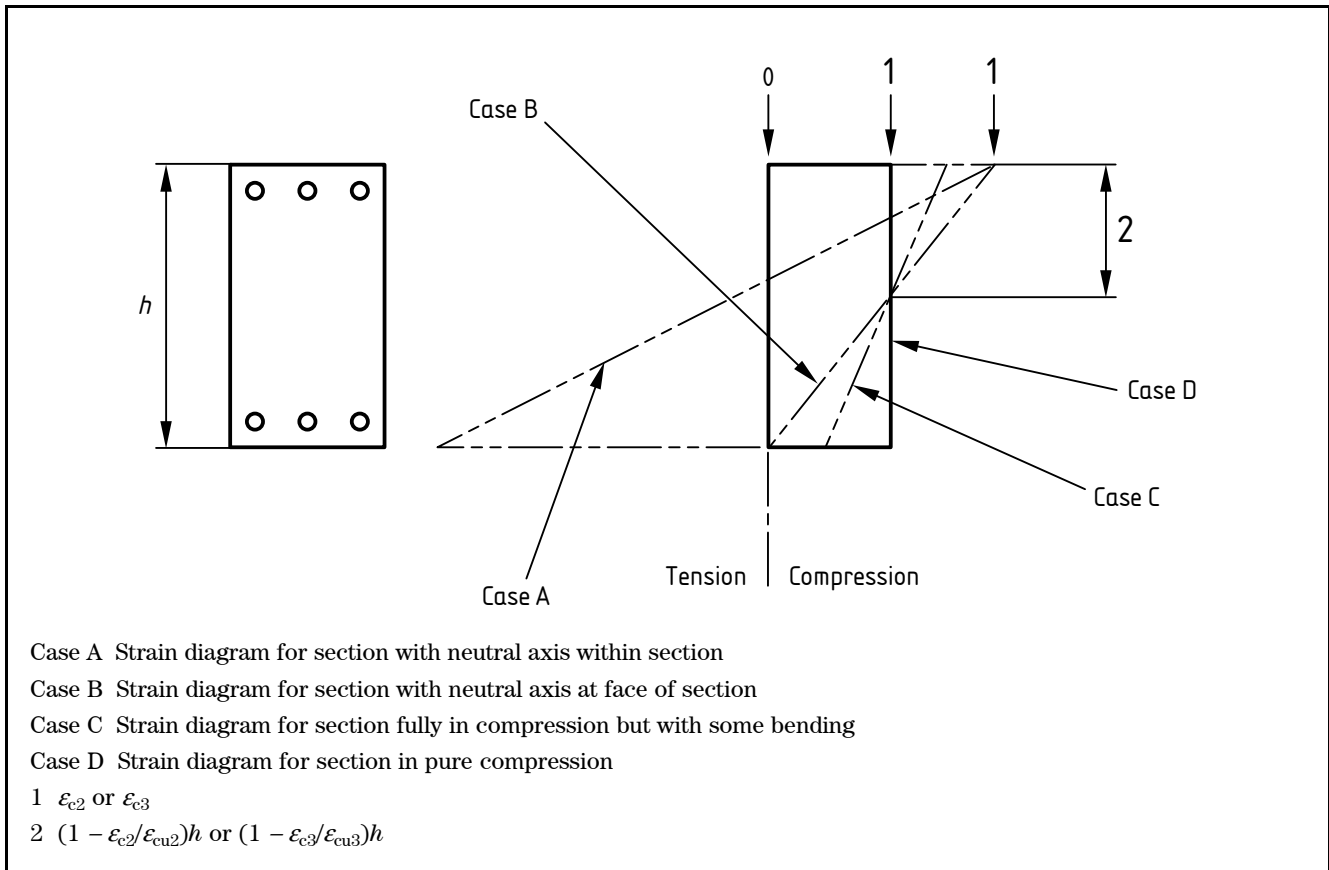 0
1
1
Case B
2
h
Case D
Case C
Tension
Compression
Case A
Case A Strain diagram for section with neutral axis within section
Case B Strain diagram for section with neutral axis at face of section
Case C Strain diagram for section fully in compression but with some bending
Case D Strain diagram for section in pure compression
1 εc2 or εc3
2 (1 − εc2/εcu2)h or (1 − εc3/εcu3)h